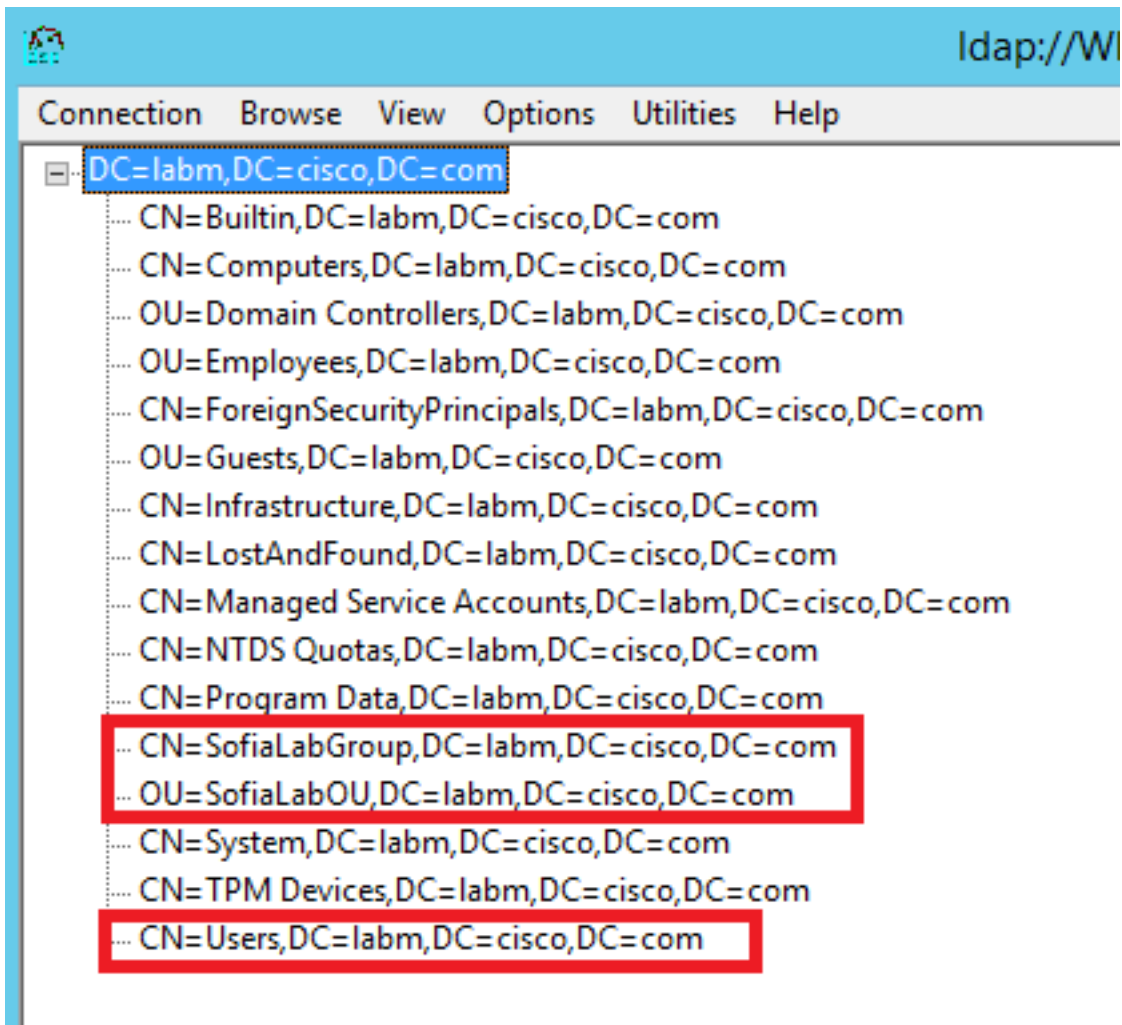 ldap://WI
Connection Browse View Options Utilities Help
DC=labm,DC=cisco,DC=com
CN=Builtin,DC=labm,DC=cisco,DC=com
CN=Computers,DC=labm,DC=cisco,DC=com
OU=Domain Controllers,DC=labm,DC=cisco,DC=com
OU=Employees,DC=labm,DC=cisco,DC=com
CN=ForeignSecurityPrincipals,DC=labm,DC=cisco,DC=com
OU=Guests,DC=labm,DC=cisco,DC=com
CN=Infrastructure,DC=labm,DC=cisco,DC=com
CN=LostAndFound,DC=labm,DC=cisco,DC=com
CN=Managed Service Accounts,DC=labm,DC=cisco,DC=com
CN=NTDS Quotas,DC=labm,DC=cisco,DC=com
CN=Program Data,DC=labm,DC=cisco,DC=com
CN=SofiaLabGroup,DC=labm,DC=cisco,DC=com
OU=SofiaLabOU,DC=labm,DC=cisco,DC=com
CN=System,DC=labm,DC=cisco,DC=com
CN=TPM Devices,DC=labm,DC=cisco,DC=com
CN=Users,DC=labm,DC=cisco,DC=com